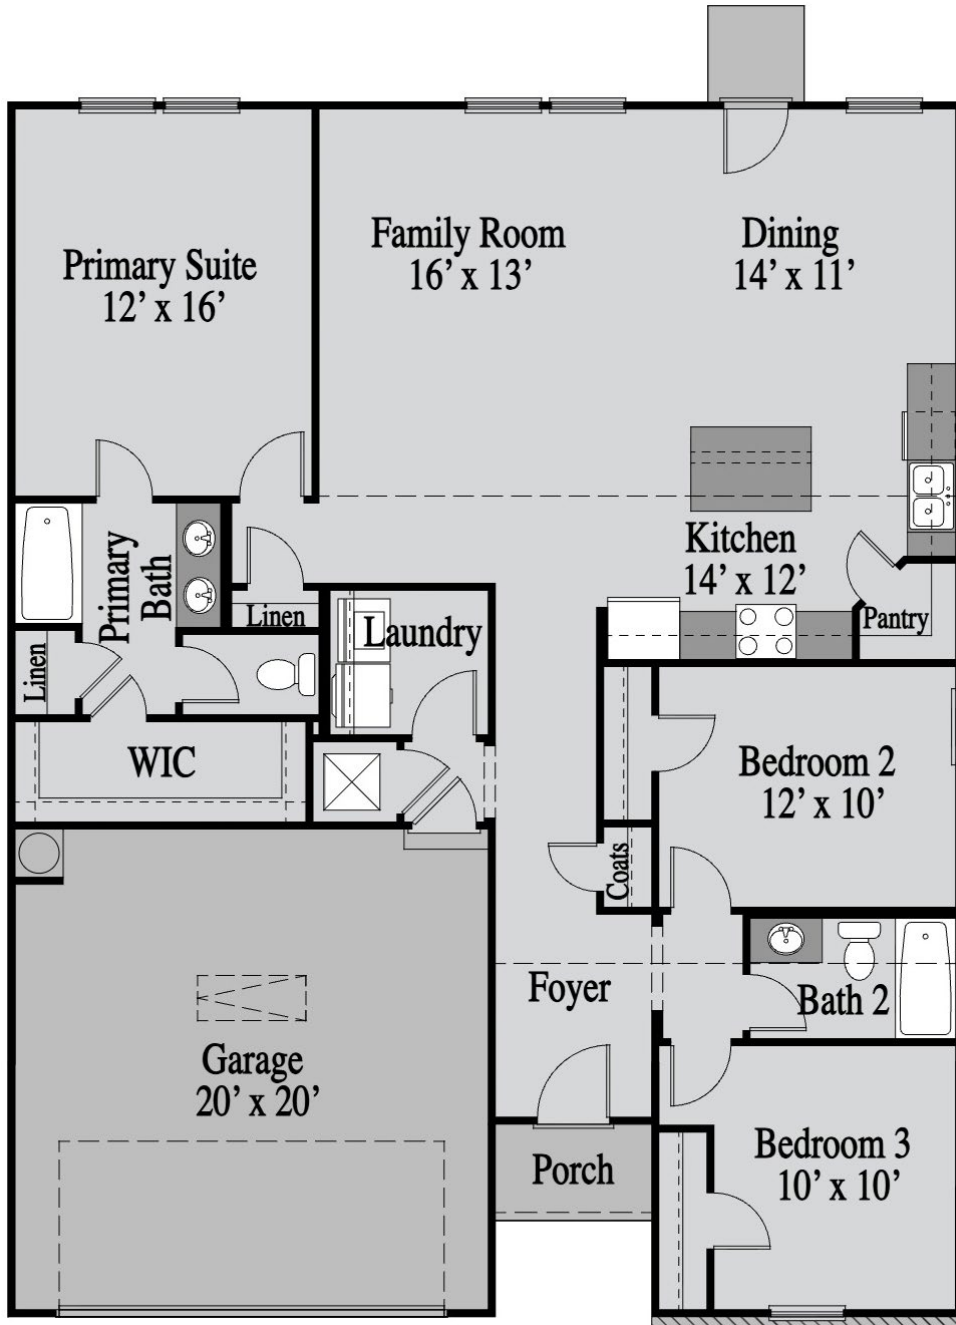 Family Room
16’ x 13’
Dining
14’ x 11’
Primary Suite
12’ x 16’
Kitchen
14’ x 12’
Primary
Bath
Linen
Laundry
Pantry
Linen
WIC
Bedroom 2
12’ x 10’
Coats
Foyer
Bath 2
Garage
20’ x 20’
Porch
Bedroom 3
10’ x 10’